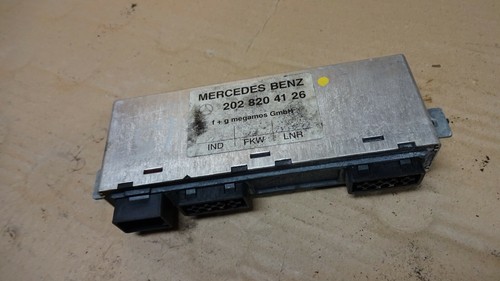 MERCEDES BENZ
202 820 41 26
f + g megamos GmbH
IND FKW LNR